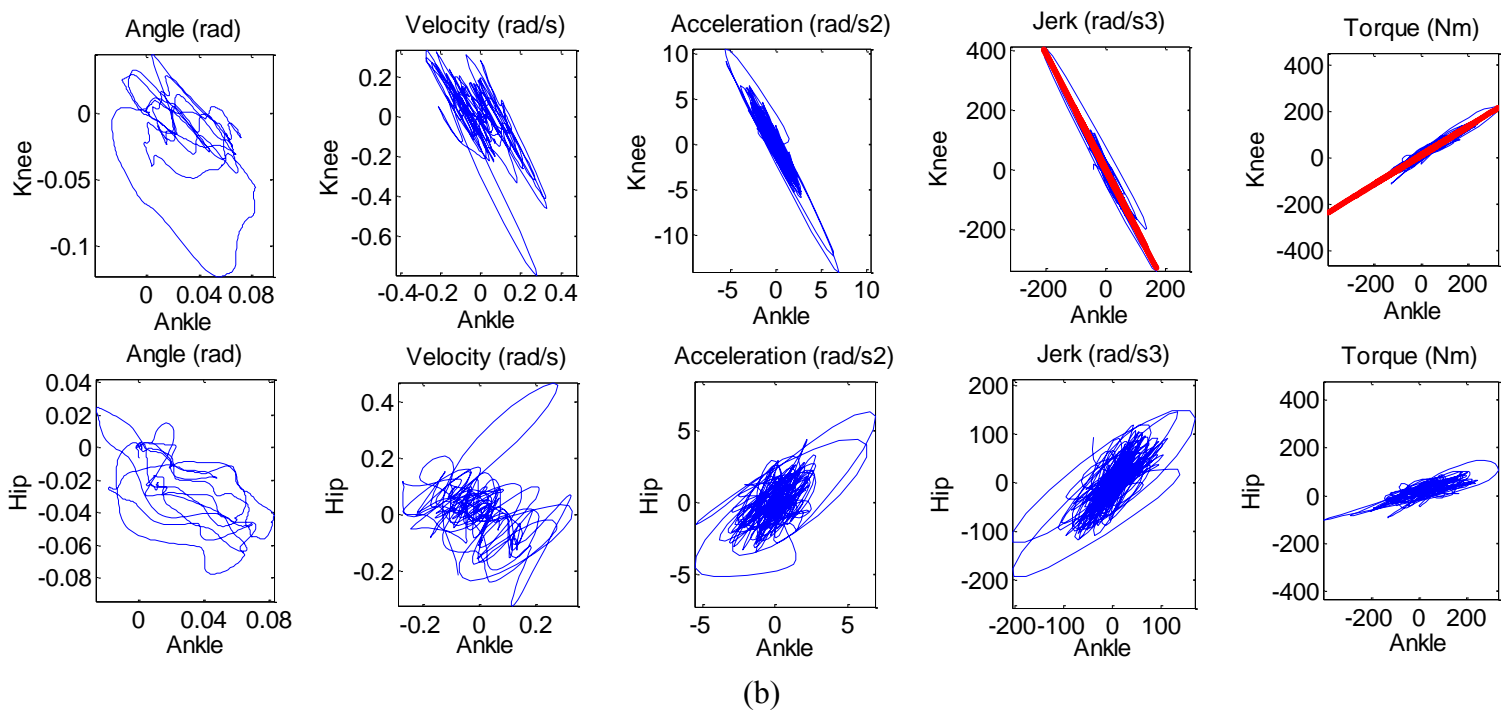 Angle (rad)
Velocity (rad/s)
Acceleration (rad/s2)
Jerk (rad/s3)
Torque (Nm)
Knee
0
-0.05
-0.1
0 0.04 0.08
Ankle
Knee
0.2
0
-0.2
-0.4
-0.6
-0.4 -0.2 0 0.2 0.4
Ankle
Knee
10
5
0
-5
-10
-5 0 5 10
Ankle
Knee
400
200
0
-200
-200 0 200
Ankle
Knee
400
200
0
-200
-400
-200 0 200
Ankle
Angle (rad)
Velocity (rad/s)
Acceleration (rad/s2)
Jerk (rad/s3)
Torque (Nm)
Hip
0.04
0.02
0
-0.02
-0.04
-0.06
-0.08
0 0.04 0.08
Ankle
Hip
0.4
0.2
0
-0.2
-0.2 0 0.2
Ankle
Hip
5
0
-5
-5 0 5
Ankle
Hip
200
100
0
-100
-200
-200 -100 0 100
Ankle
Hip
400
200
0
-200
-400
-200 0 200
Ankle
(b)